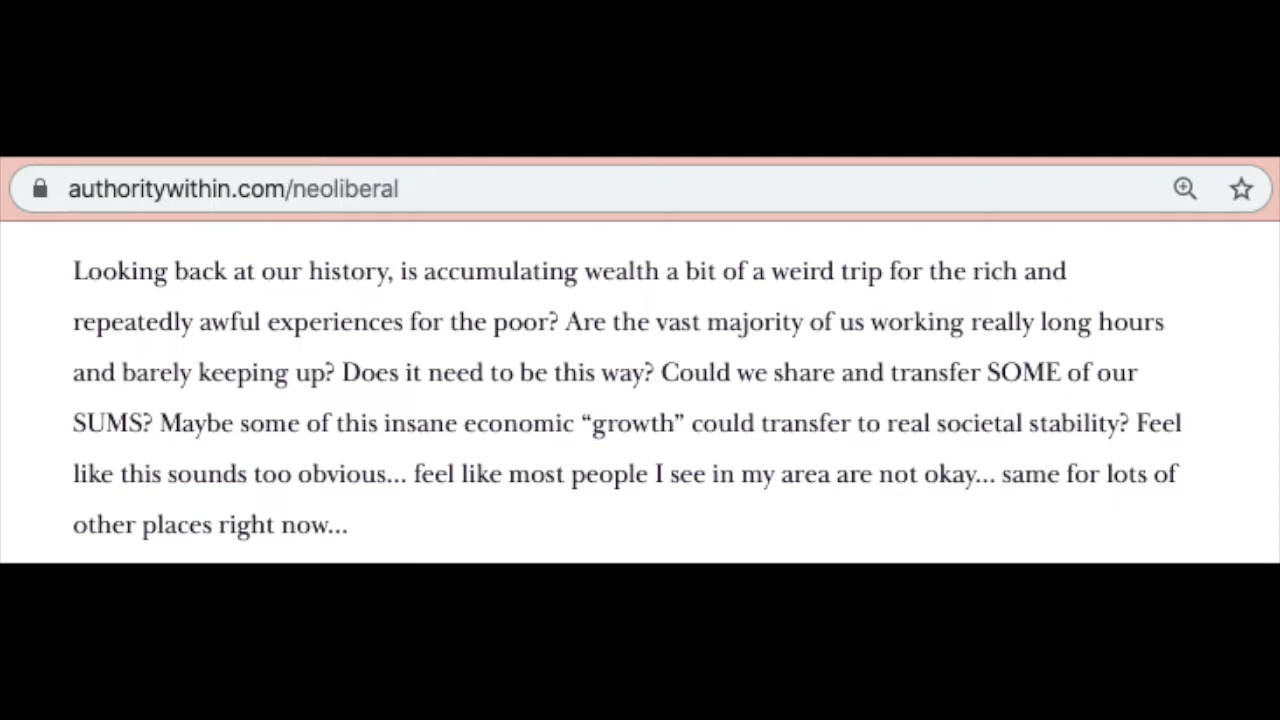 authoritywithin.com/neoliberal
Looking back at our history, is accumulating wealth a bit of a weird trip for the rich and
repeatedly awful experiences for the poor? Are the vast majority of us working really long hours
and barely keeping up? Does it need to be this way? Could we share and transfer SOME of our
SUMS? Maybe some of this insane economic “growth” could transfer to real societal stability? Feel
like this sounds too obvious... feel like most people I see in my area are not okay... same for lots of
other places right now...